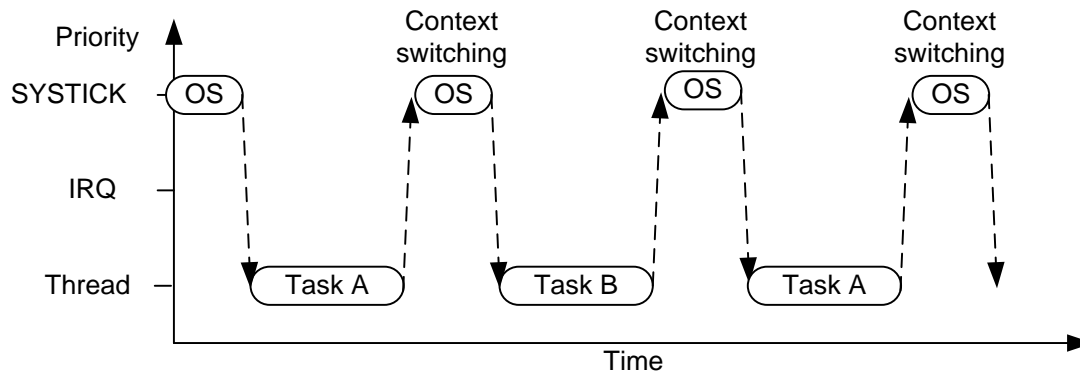 Context switching
Context switching
Context switching
Priority
SYSTICK
OS
OS
OS
OS
IRQ
Thread
Task A
Task B
Task A
Time